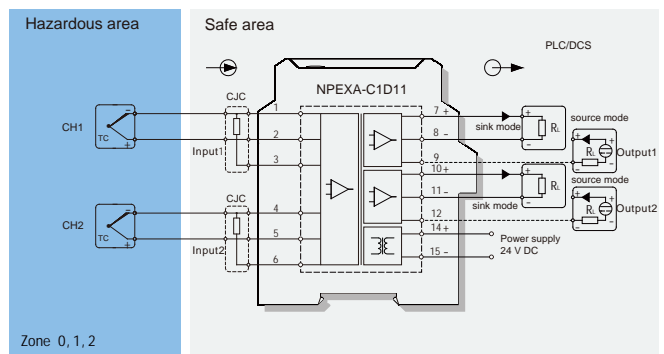 Hazardous area
Safe area
PLC/DCS
NPEXA-C1D11
CJC
1
2
3
Input1
CH1
TC
−
+
7 +
8 −
9
sink mode
+
−
RL
source mode
+
−
RL
Output1
10 +
11 −
12
sink mode
+
−
RL
source mode
+
−
RL
Output2
CJC
4
5
6
Input2
CH2
TC
−
+
14 +
15 −
Power supply
24 V DC
Zone 0, 1, 2